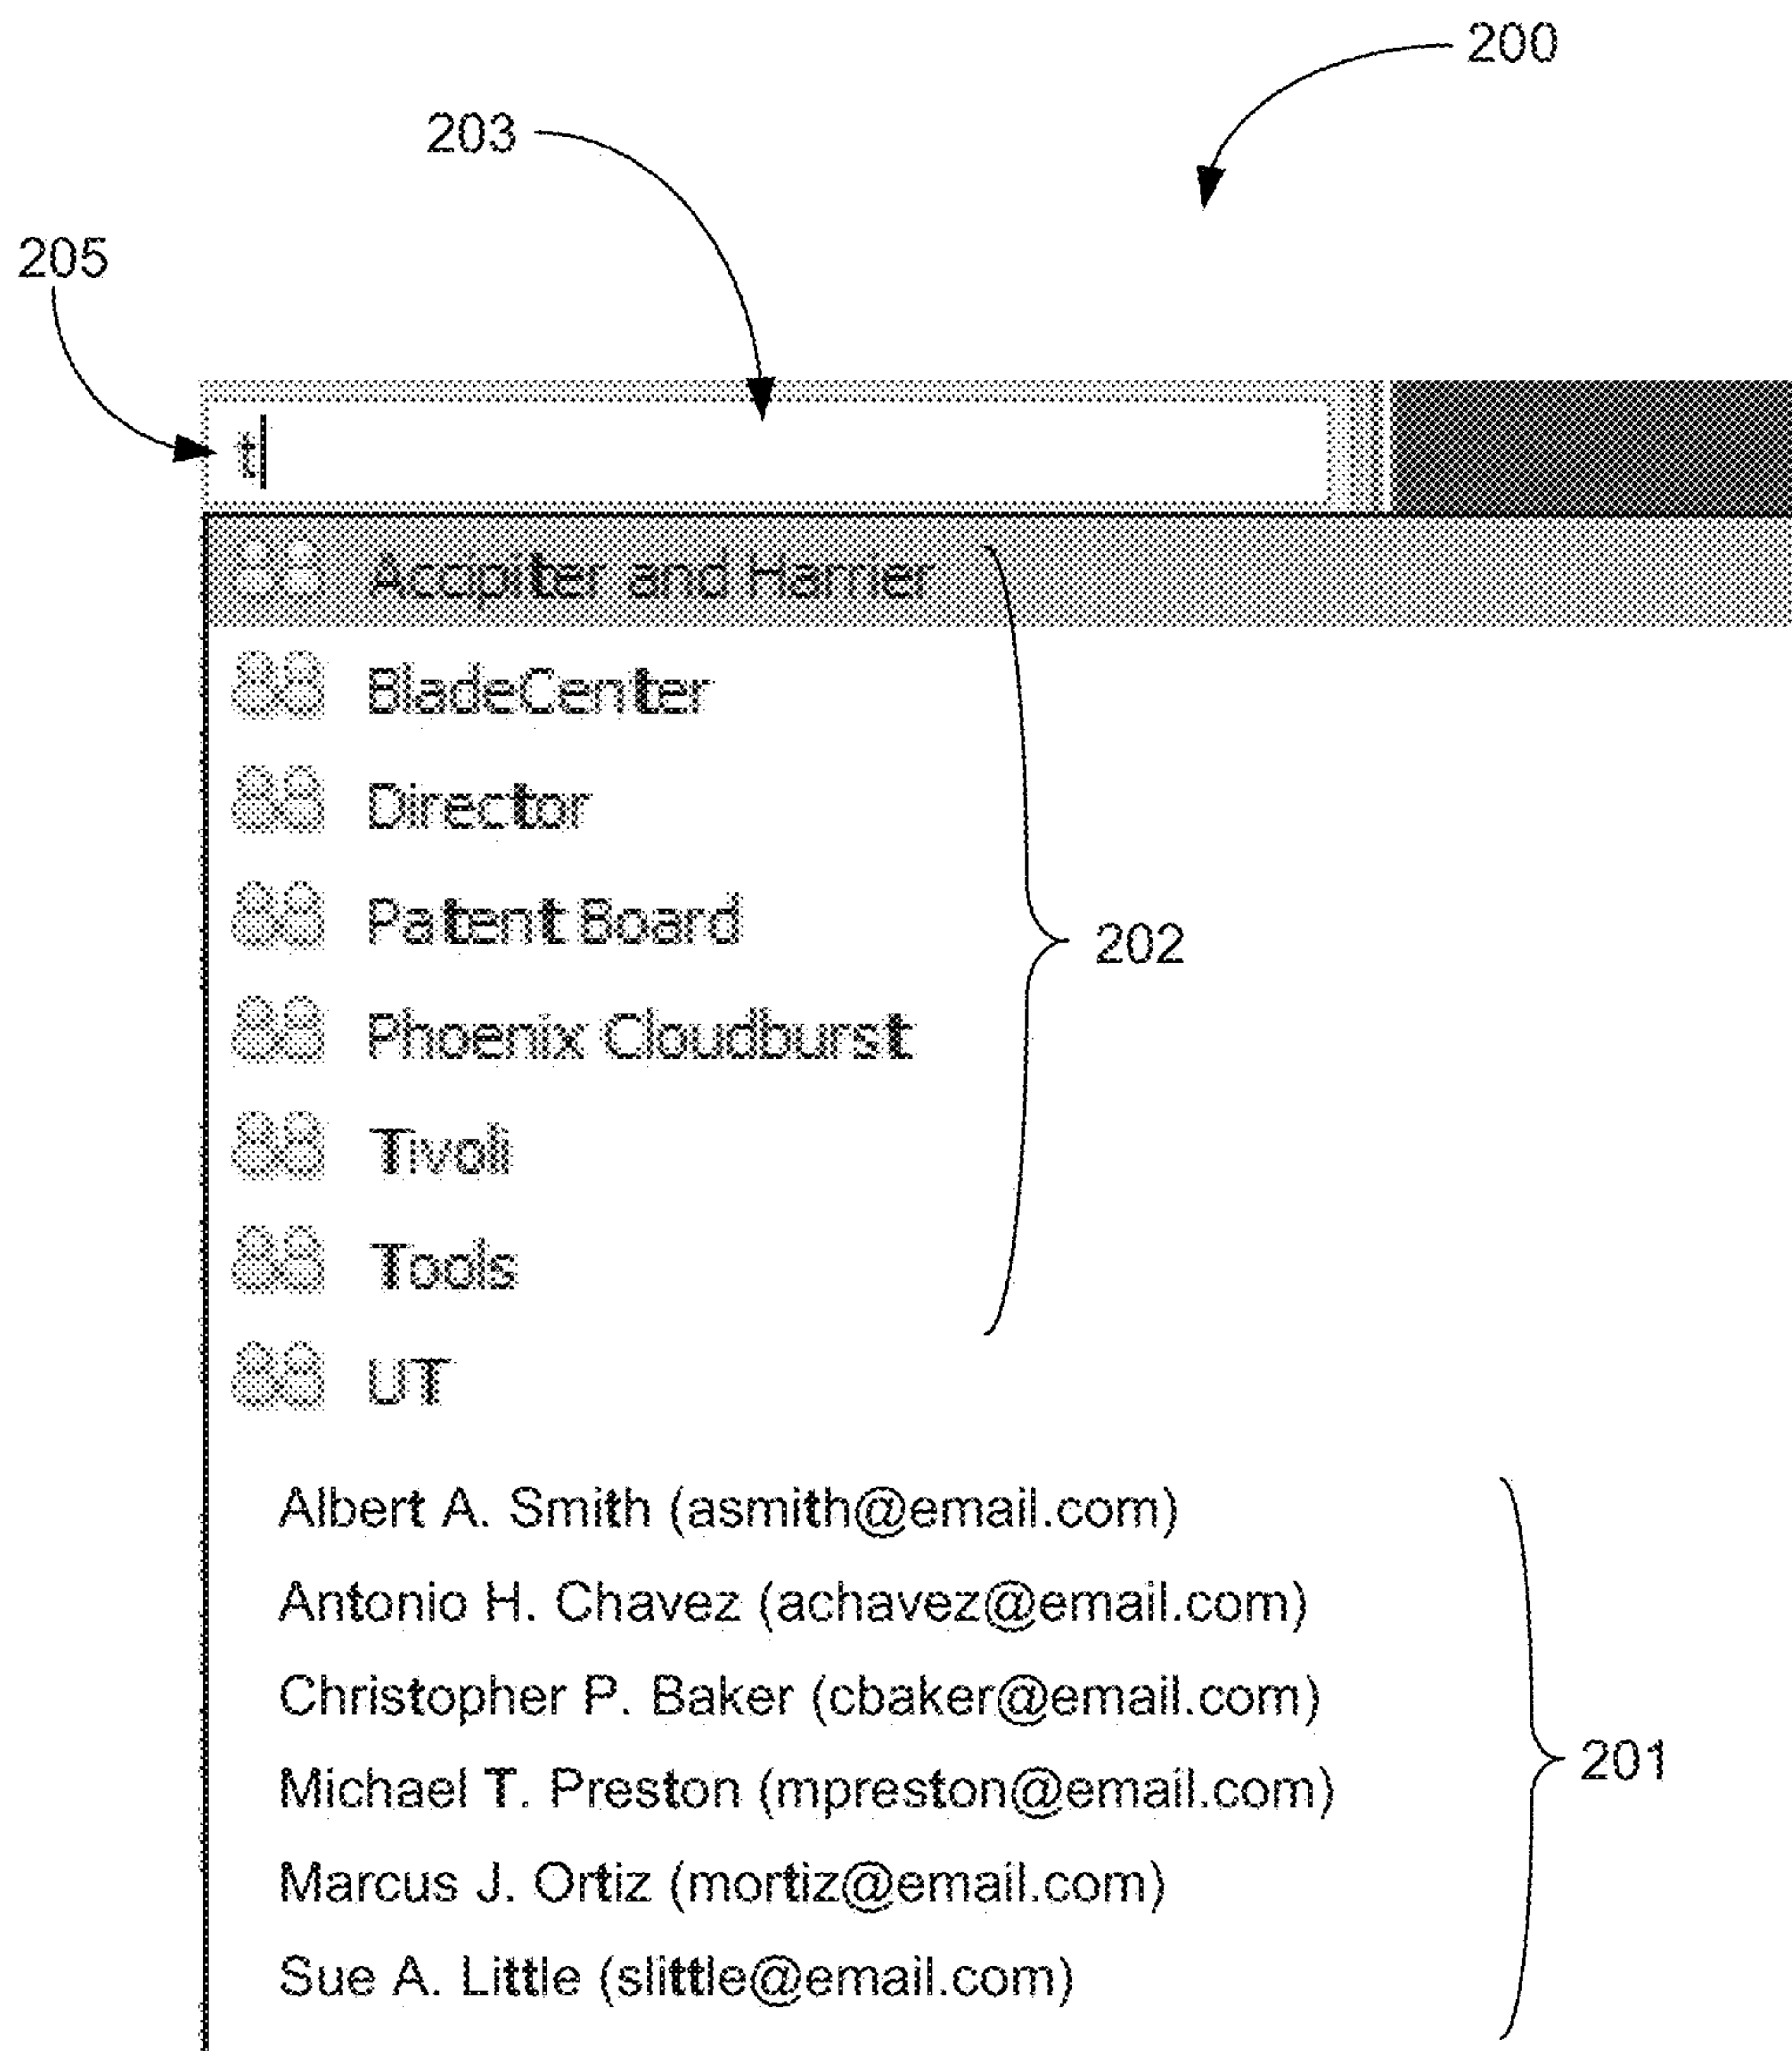 200
203
205
t
Accipiter and Harrier
BladeCenter
Director
Patent Board
202
Phoenix Cloudburst
Tivoli
Tools
UT
Albert A. Smith (asmith@email.com)
Antonio H. Chavez (achavez@email.com)
Christopher P. Baker (cbaker@email.com)
201
Michael T. Preston (mpreston@email.com)
Marcus J. Ortiz (mortiz@email.com)
Sue A. Little (slittle@email.com)